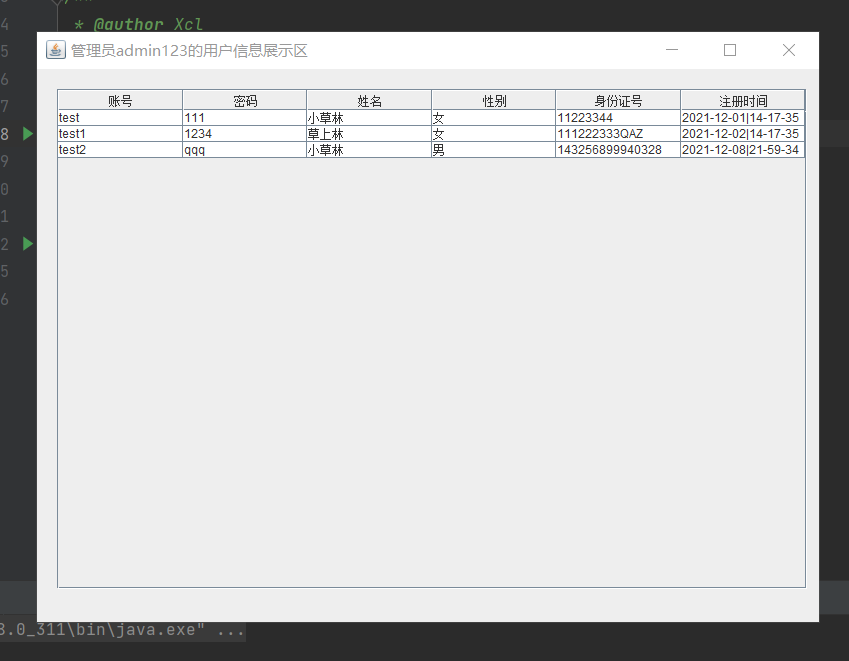 * @author Xcl
管理员admin123的用户信息展示区
账号 密码 姓名 性别 身份证号 注册时间
test 111 小草林 女 11223344 2021-12-01|14-17-35
test1 1234 草上林 女 111222333QAZ 2021-12-02|14-17-35
test2 qqq 小草林 男 143256899940328 2021-12-08|21-59-34
4
5
6
7
8
9
0
1
2
5
6
8.0_311\bin\java.exe" ...